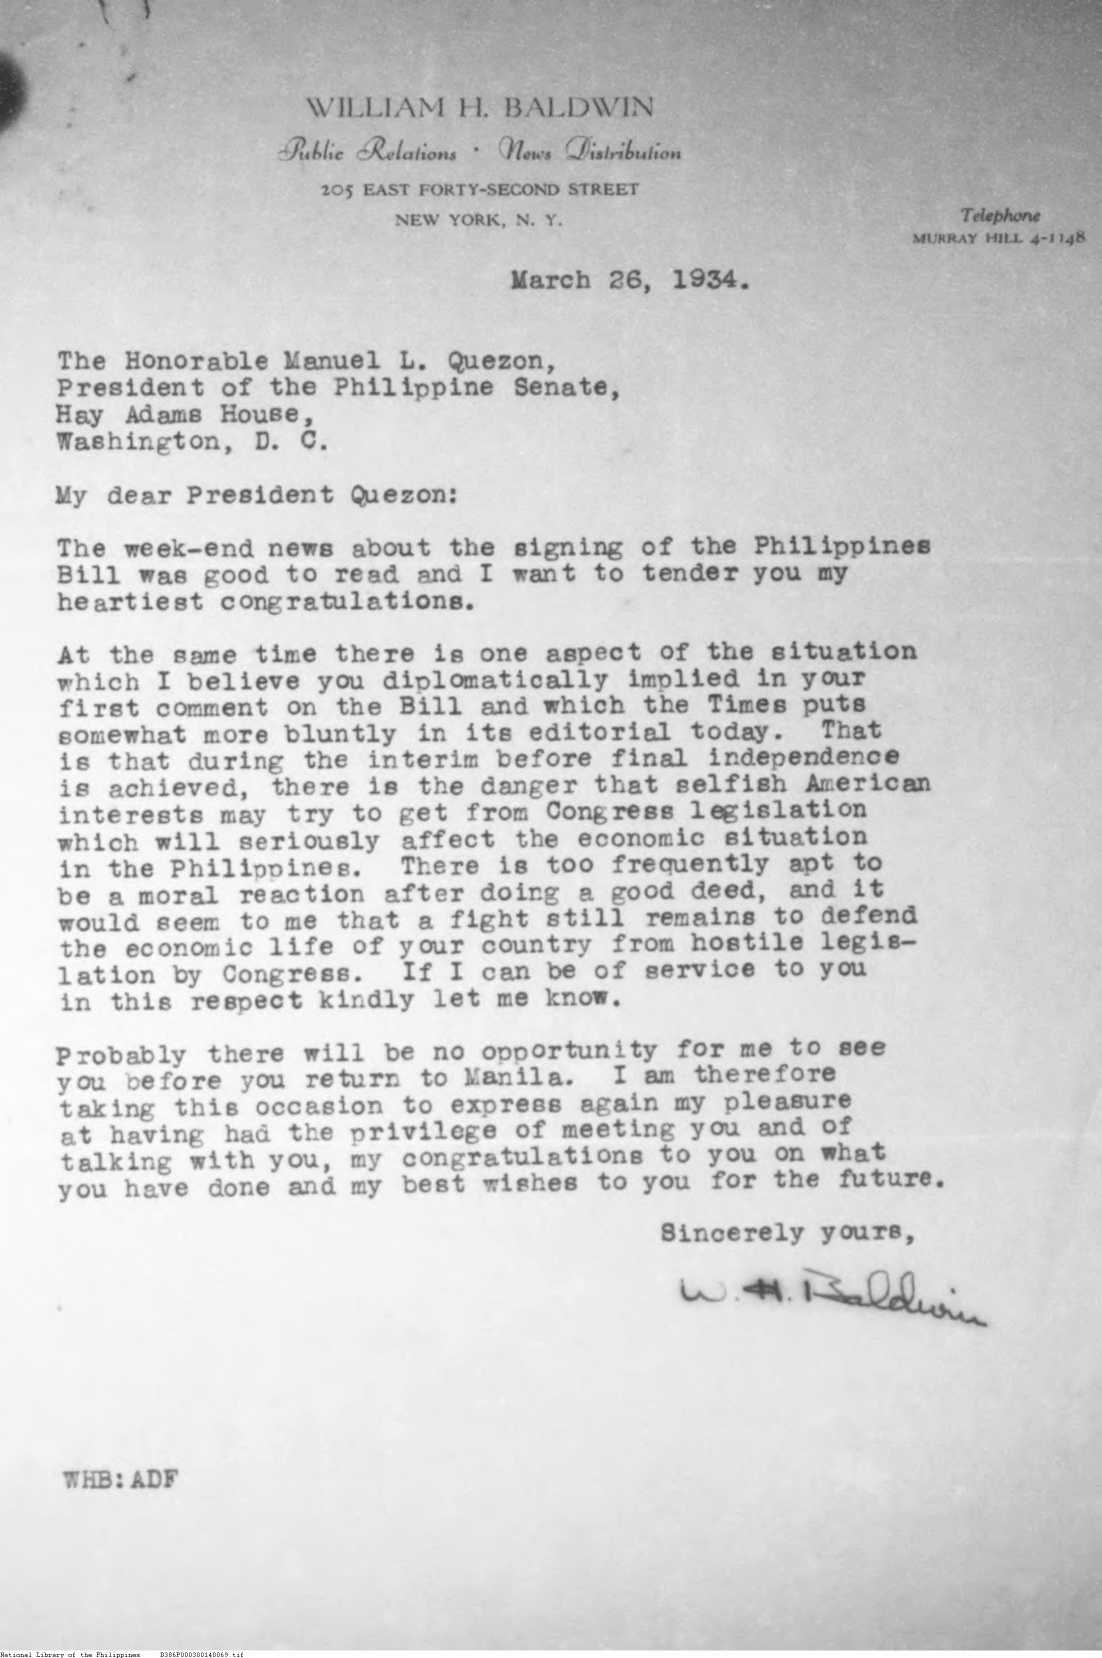 WILLIAM H. BALDWIN
Public Relations · News Distribution
205 EAST FORTY-SECOND STREET
NEW YORK, N. Y.
Telephone
MURRAY HILL 4-1148
March 26, 1934.
The Honorable Manuel L. Quezon,
President of the Philippine Senate,
Hay Adams House,
Washington, D. C.
My dear President Quezon:
The week-end news about the signing of the Philippines
Bill was good to read and I want to tender you my
heartiest congratulations.
At the same time there is one aspect of the situation
which I believe you diplomatically implied in your
first comment on the Bill and which the Times puts
somewhat more bluntly in its editorial today. That
is that during the interim before final independence
is achieved, there is the danger that selfish American
interests may try to get from Congress legislation
which will seriously affect the economic situation
in the Philippines. There is too frequently apt to
be a moral reaction after doing a good deed, and it
would seem to me that a fight still remains to defend
the economic life of your country from hostile legis-
lation by Congress. If I can be of service to you
in this respect kindly let me know.
Probably there will be no opportunity for me to see
you before you return to Manila. I am therefore
taking this occasion to express again my pleasure
at having had the privilege of meeting you and of
talking with you, my congratulations to you on what
you have done and my best wishes to you for the future.
Sincerely yours,
W. H. Baldwin
WHB:ADF
National Library of the Philippines B386P000300140069.tif